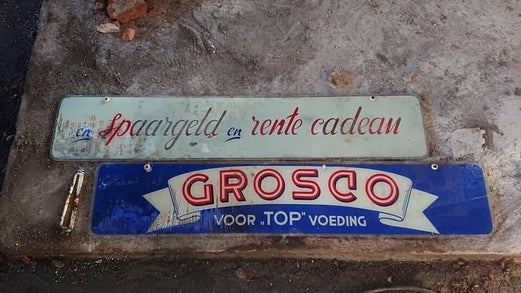 en spaargeld en rente cadeau
GROSCO
VOOR „TOP" VOEDING